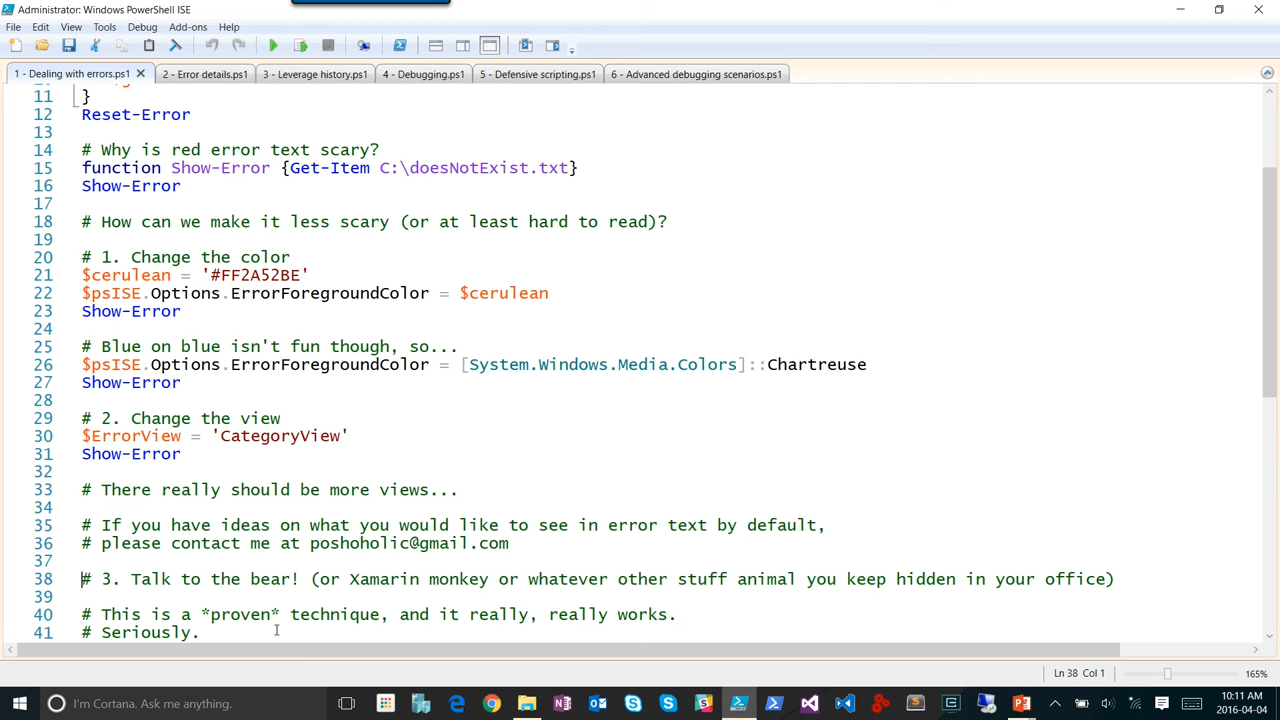 Administrator: Windows PowerShell ISE
File Edit View Tools Debug Add-ons Help
1 - Dealing with errors.ps1 2 - Error details.ps1 3 - Leverage history.ps1 4 - Debugging.ps1 5 - Defensive scripting.ps1 6 - Advanced debugging scenarios.ps1
11 }
12 Reset-Error
13
14 # Why is red error text scary?
15 function Show-Error {Get-Item C:\doesNotExist.txt}
16 Show-Error
17
18 # How can we make it less scary (or at least hard to read)?
19
20 # 1. Change the color
21 $cerulean = '#FF2A52BE'
22 $psISE.Options.ErrorForegroundColor = $cerulean
23 Show-Error
24
25 # Blue on blue isn't fun though, so...
26 $psISE.Options.ErrorForegroundColor = [System.Windows.Media.Colors]::Chartreuse
27 Show-Error
28
29 # 2. Change the view
30 $ErrorView = 'CategoryView'
31 Show-Error
32
33 # There really should be more views...
34
35 # If you have ideas on what you would like to see in error text by default,
36 # please contact me at poshoholic@gmail.com
37
38 # 3. Talk to the bear! (or Xamarin monkey or whatever other stuff animal you keep hidden in your office)
39
40 # This is a *proven* technique, and it really, really works.
41 # Seriously.
Ln 38 Col 1 165%
I'm Cortana. Ask me anything.
10:11 AM
2016-04-04